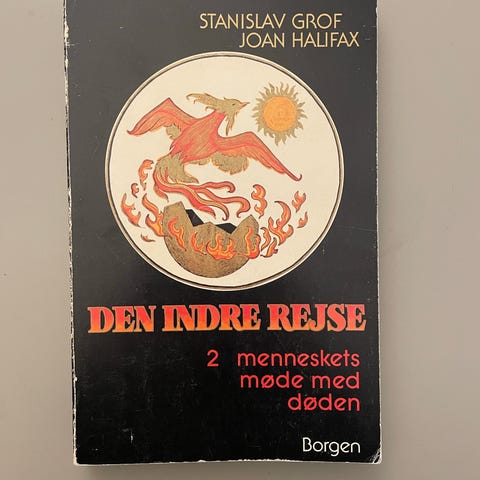 STANISLAV GROF
JOAN HALIFAX
DEN INDRE REJSE
2 menneskets
møde med
døden
Borgen